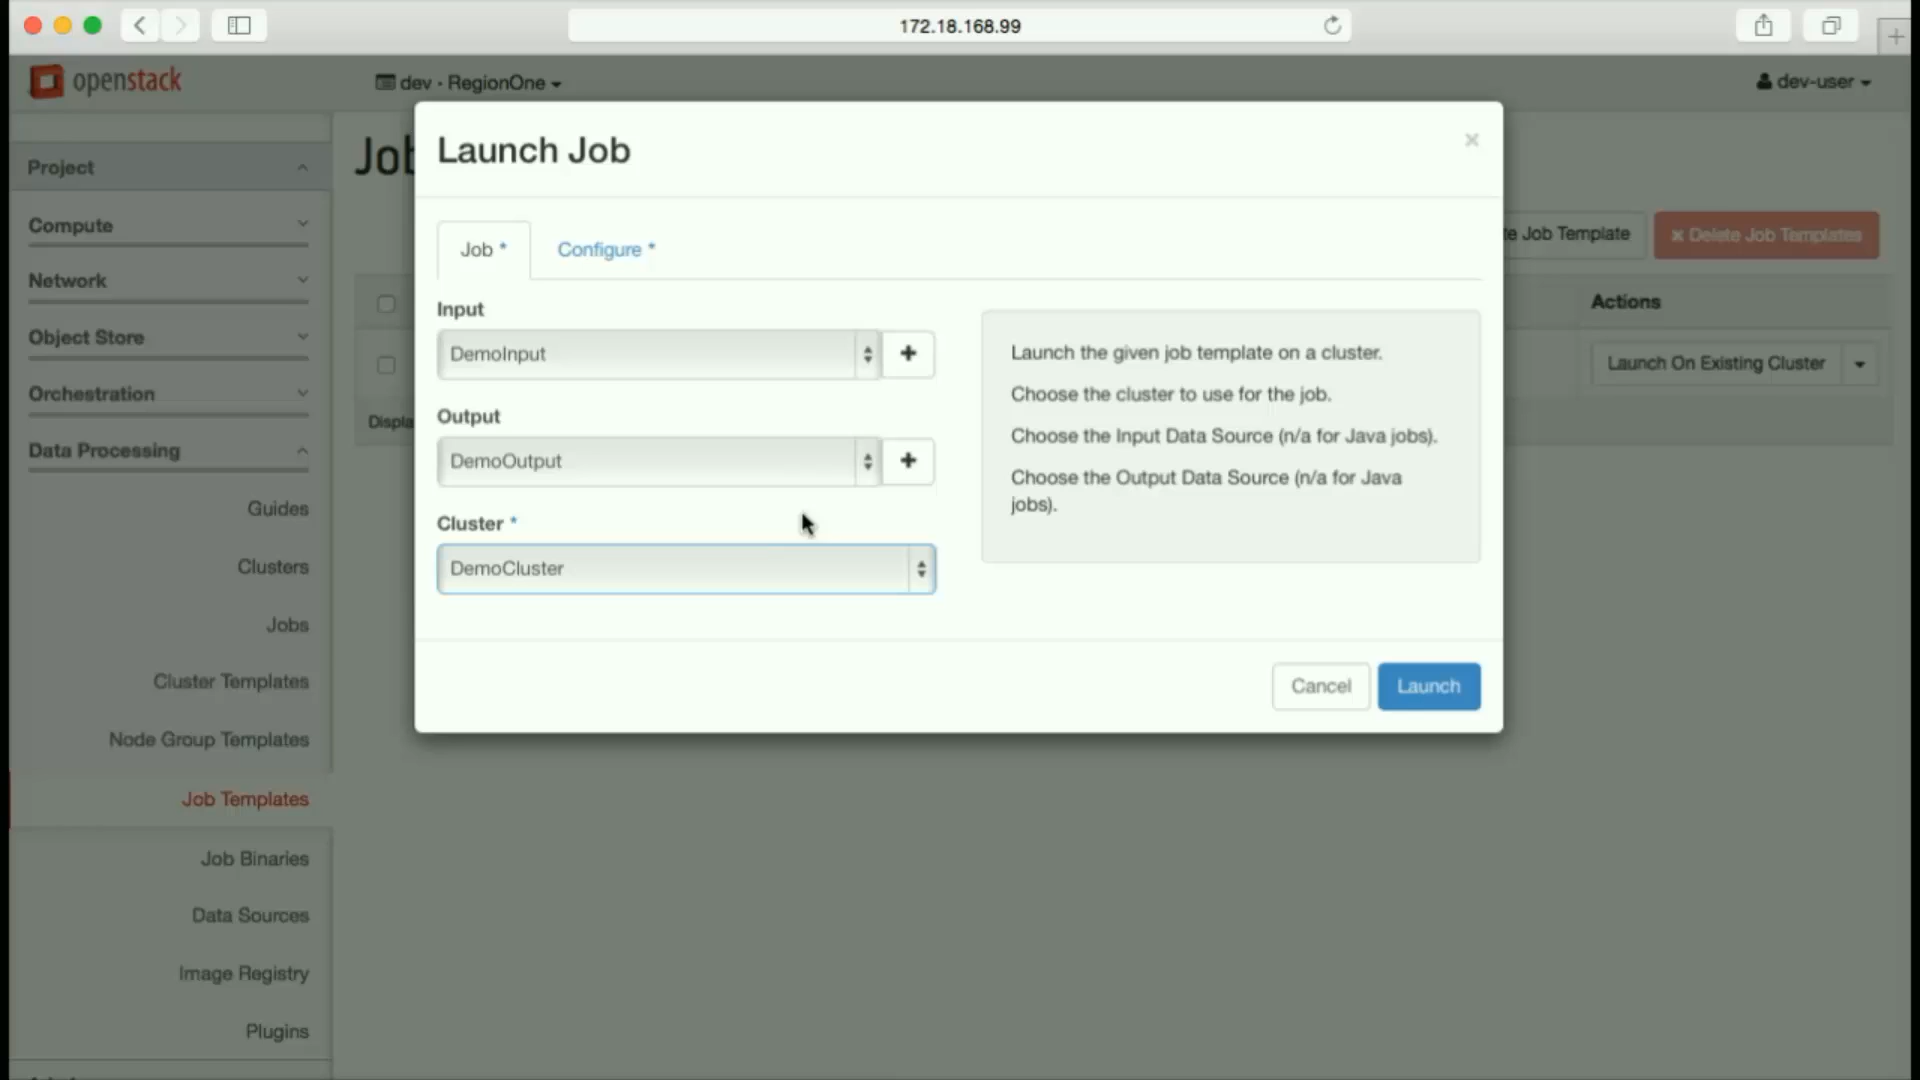 172.18.168.99
openstack
dev · RegionOne
dev-user
Project
Compute
Network
Object Store
Orchestration
Data Processing
Guides
Clusters
Jobs
Cluster Templates
Node Group Templates
Job Templates
Job Binaries
Data Sources
Image Registry
Plugins
Launch Job
×
Job *
Configure *
Input
DemoInput
Output
DemoOutput
Cluster *
DemoCluster
Launch the given job template on a cluster.
Choose the cluster to use for the job.
Choose the Input Data Source (n/a for Java jobs).
Choose the Output Data Source (n/a for Java
jobs).
Cancel
Launch
Job Template
Delete Job Templates
Actions
Launch On Existing Cluster